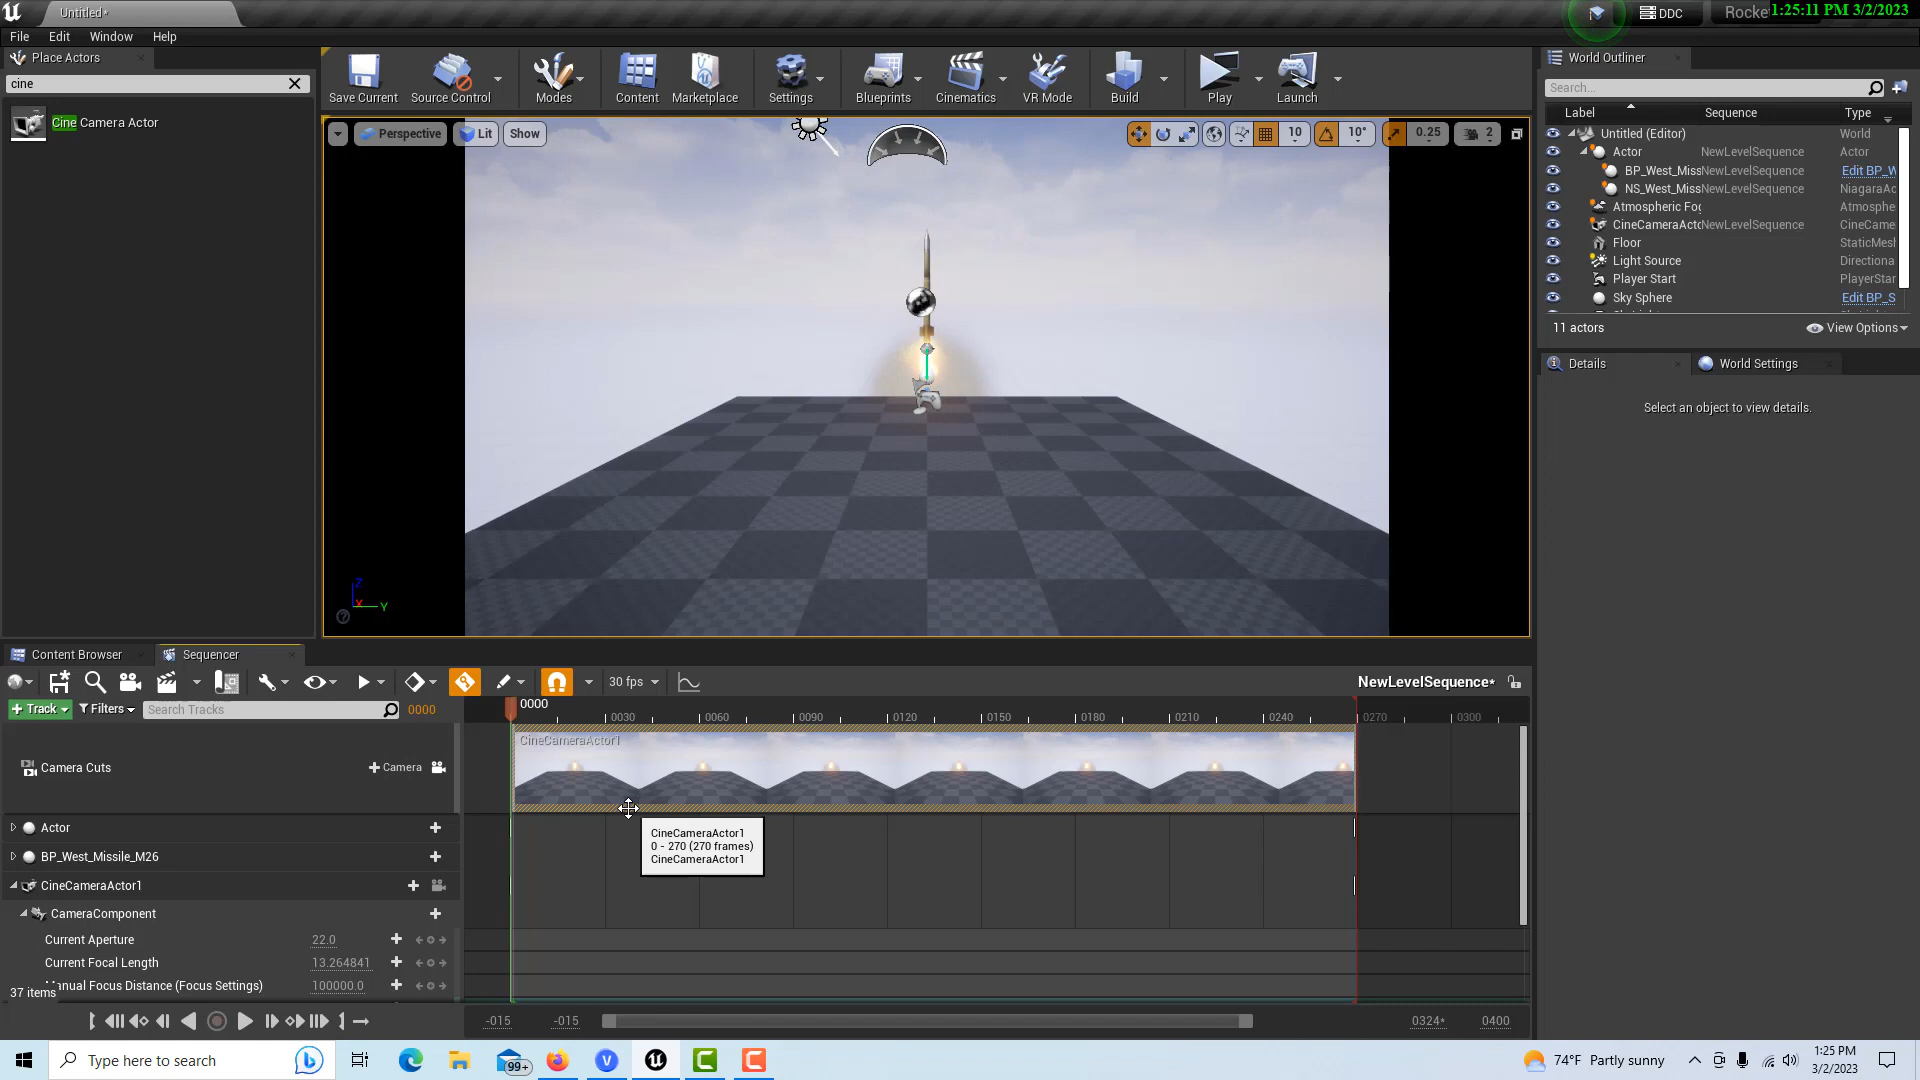 Untitled*
DDC
Rocke
1:25:11 PM 3/2/2023
File Edit Window Help
Place Actors
cine
Cine Camera Actor
Save Current
Source Control
Modes
Content
Marketplace
Settings
Blueprints
Cinematics
VR Mode
Build
Play
Launch
Perspective
Lit
Show
10
10°
0.25
2
Z
X
Y
World Outliner
Search...
Label Sequence Type
Untitled (Editor) World
Actor NewLevelSequence Actor
BP_West_Miss NewLevelSequence Edit BP_W
NS_West_Miss NewLevelSequence NiagaraAc
Atmospheric Fog Atmosphe
CineCameraActo NewLevelSequence CineCame
Floor StaticMesh
Light Source Directiona
Player Start PlayerStar
Sky Sphere Edit BP_S
11 actors
View Options
Details
World Settings
Select an object to view details.
Content Browser
Sequencer
30 fps
NewLevelSequence*
+ Track
Filters
Search Tracks
0000
0000
0030 0060 0090 0120 0150 0180 0210 0240 0270 0300
Camera Cuts
+ Camera
CineCameraActor1
CineCameraActor1
0 - 270 (270 frames)
CineCameraActor1
Actor
BP_West_Missile_M26
CineCameraActor1
CameraComponent
Current Aperture 22.0
Current Focal Length 13.264841
Manual Focus Distance (Focus Settings) 100000.0
37 items
-015 -015 0324* 0400
Type here to search
99+
74°F Partly sunny
1:25 PM
3/2/2023